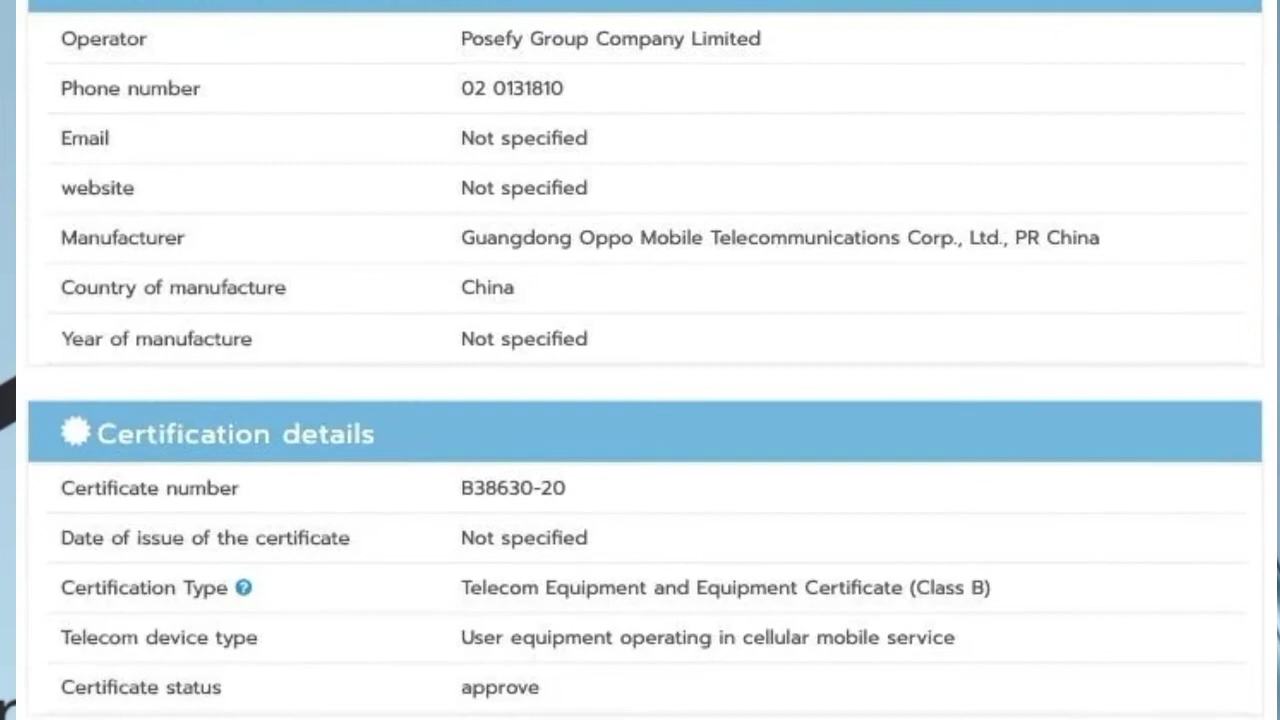 Operator Posefy Group Company Limited
Phone number 02 0131810
Email Not specified
website Not specified
Manufacturer Guangdong Oppo Mobile Telecommunications Corp., Ltd., PR China
Country of manufacture China
Year of manufacture Not specified
Certification details
Certificate number B38630-20
Date of issue of the certificate Not specified
Certification Type ? Telecom Equipment and Equipment Certificate (Class B)
Telecom device type User equipment operating in cellular mobile service
Certificate status approve